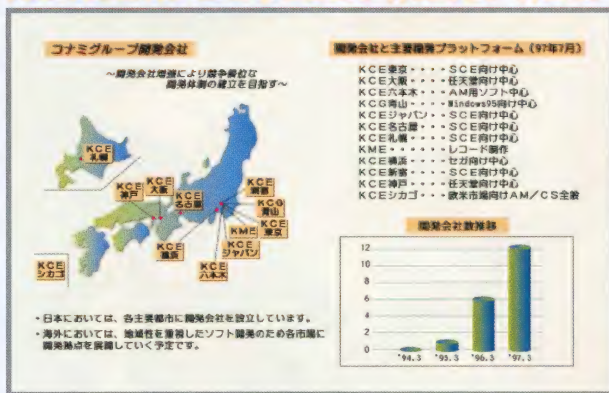 コナミグループ開発会社
～開発会社増強により競争優位な
開発体制の確立を目指す～
KCE
札幌
KCE
神戸
KCE
大阪
KCE
名古屋
KCE
新宿
KCG
青山
KCE
東京
KME
KCE
ジャパン
KCE
横浜
KCE
六本木
KCE
シカゴ
・日本においては、各主要都市に開発会社を設立しています。
・海外においては、地域性を重視したソフト開発のため各市場に
開発拠点を展開していく予定です。
開発会社と主要プラットフォーム（97年7月）
KCE東京・・・・SCE向け中心
KCE大阪・・・・任天堂向け中心
KCE六本木・・・AM用ソフト中心
KCG青山・・・・Windows95向け中心
KCEジャパン・・SCE向け中心
KCE名古屋・・・SCE向け中心
KCE札幌・・・・SCE向け中心
KME・・・・・・レコード制作
KCE横浜・・・・セガ向け中心
KCE新宿・・・・SCE向け中心
KCE神戸・・・・任天堂向け中心
KCEシカゴ・・・欧米市場向けAM／CS全般
開発会社数推移
12
10
8
6
4
2
0
'94.3
'95.3
'96.3
'97.3